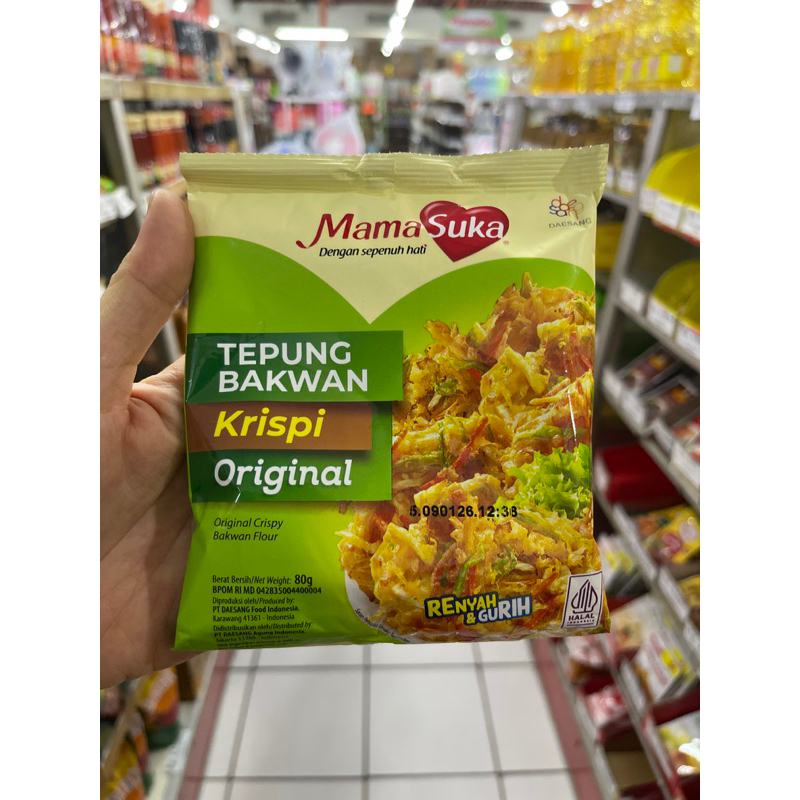 MamaSuka
Dengan sepenuh hati
DAESANG
TEPUNG
BAKWAN
Krispi
Original
Original Crispy
Bakwan Flour
090126.12:38
Berat Bersih/Net Weight: 80g
BPOM RI MD 042835004400004
Diproduksi oleh/Produced by:
PT DAESANG Food Indonesia.
Karawang 41361 - Indonesia
Didistribusikan oleh/Distributed by
PT DAESANG Agung Indonesia.
RENYAH
& GURIH
HALAL
INDONESIA